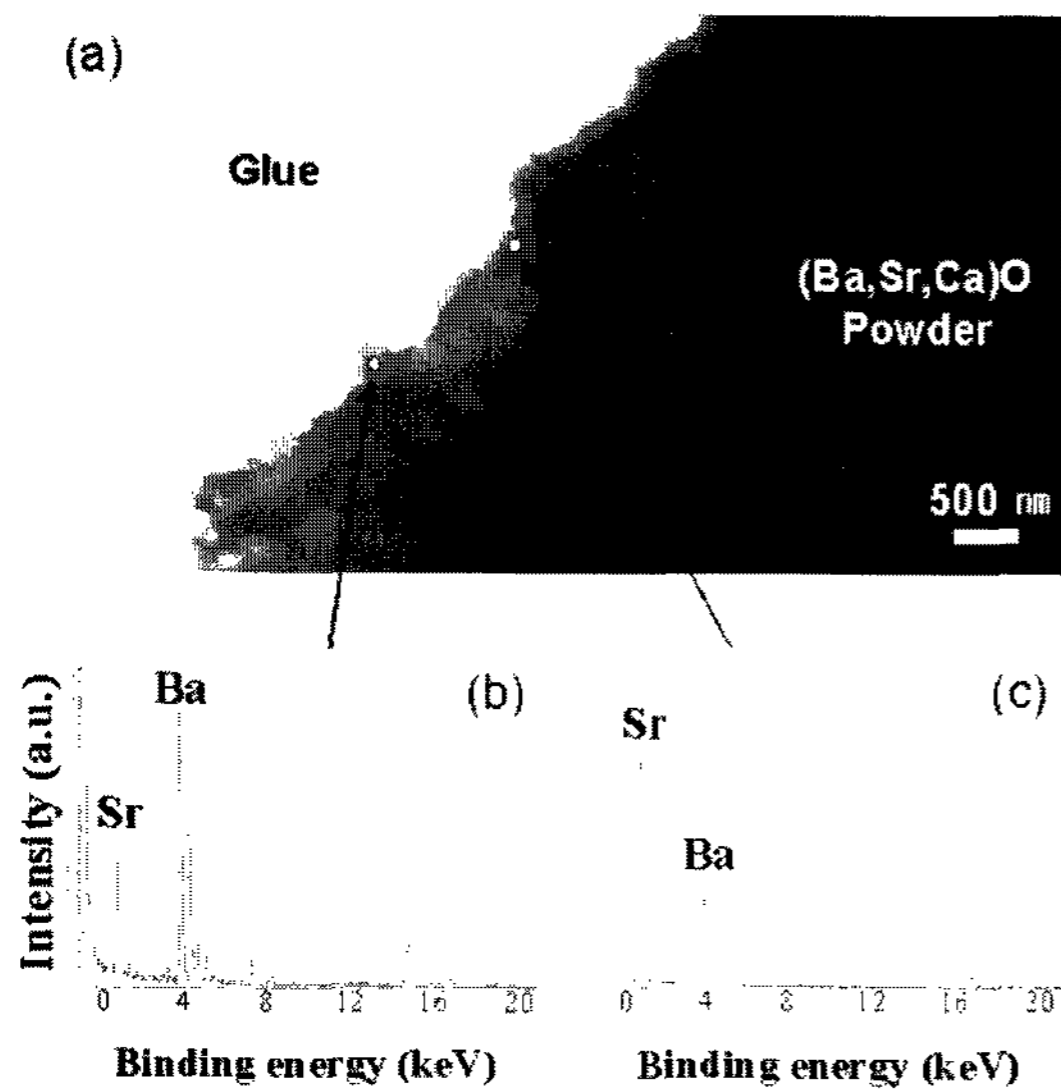 (a)
Glue
(Ba,Sr,Ca)O
Powder
500 nm
(b)
Ba
Sr
Intensity (a.u.)
0 4 8 12 16 20
Binding energy (keV)
(c)
Sr
Ba
0 4 8 12 16 20
Binding energy (keV)